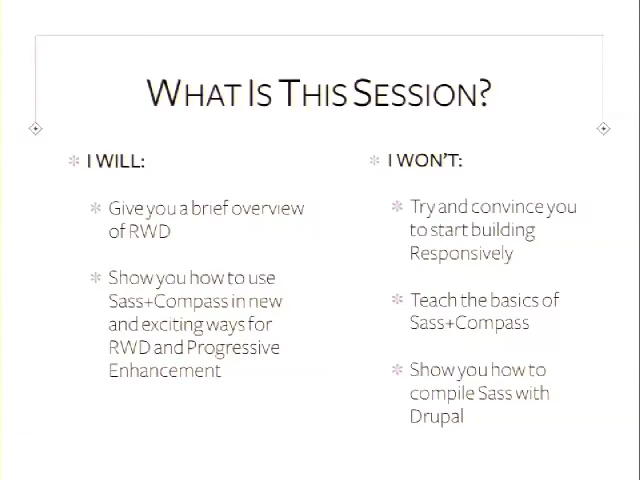 WHAT IS THIS SESSION?
I WILL:
Give you a brief overview
of RWD
Show you how to use
Sass+Compass in new
and exciting ways for
RWD and Progressive
Enhancement
I WON'T:
Try and convince you
to start building
Responsively
Teach the basics of
Sass+Compass
Show you how to
compile Sass with
Drupal